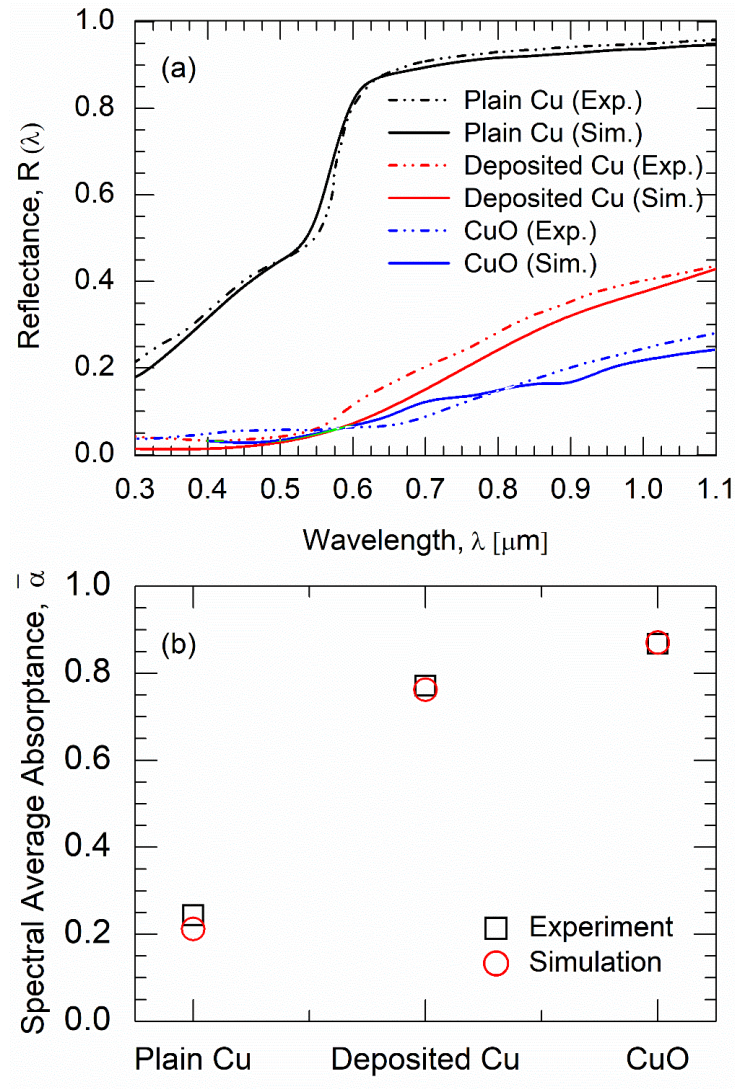 1.0
(a)
0.8
0.6
0.4
0.2
0.0
Reflectance, R (λ)
Plain Cu (Exp.)
Plain Cu (Sim.)
Deposited Cu (Exp.)
Deposited Cu (Sim.)
CuO (Exp.)
CuO (Sim.)
0.3 0.4 0.5 0.6 0.7 0.8 0.9 1.0 1.1
Wavelength, λ [μm]
1.0
(b)
0.8
0.6
0.4
0.2
0.0
Spectral Average Absorptance, α̅
Experiment
Simulation
Plain Cu Deposited Cu CuO